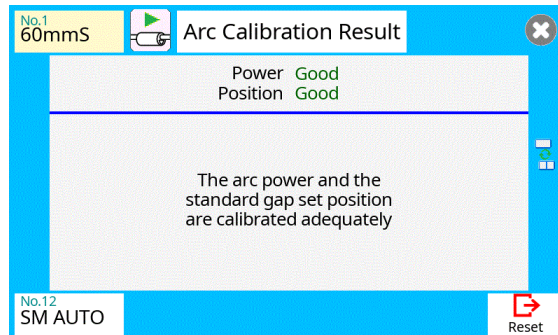 No.1
60mmS
Arc Calibration Result
Power Good
Position Good
The arc power and the
standard gap set position
are calibrated adequately
No.12
SM AUTO
Reset